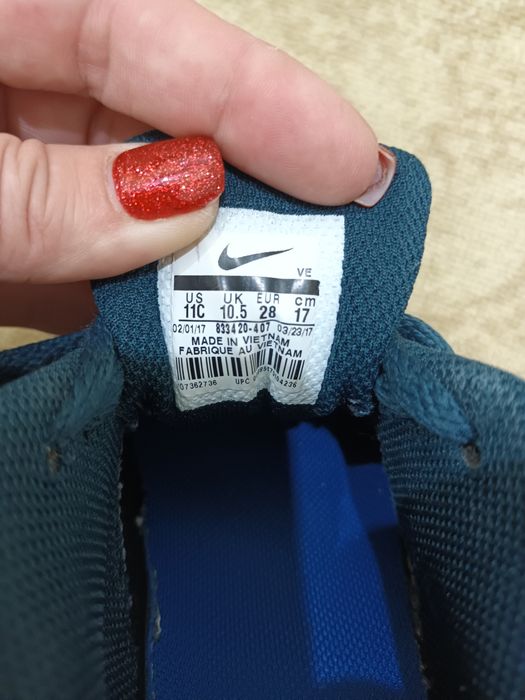 VE
US UK EUR cm
11C 10.5 28 17
02/01/17 833420-407 03/23/17
MADE IN VIETNAM
FABRIQUE AU VIETNAM
07362736 UPC